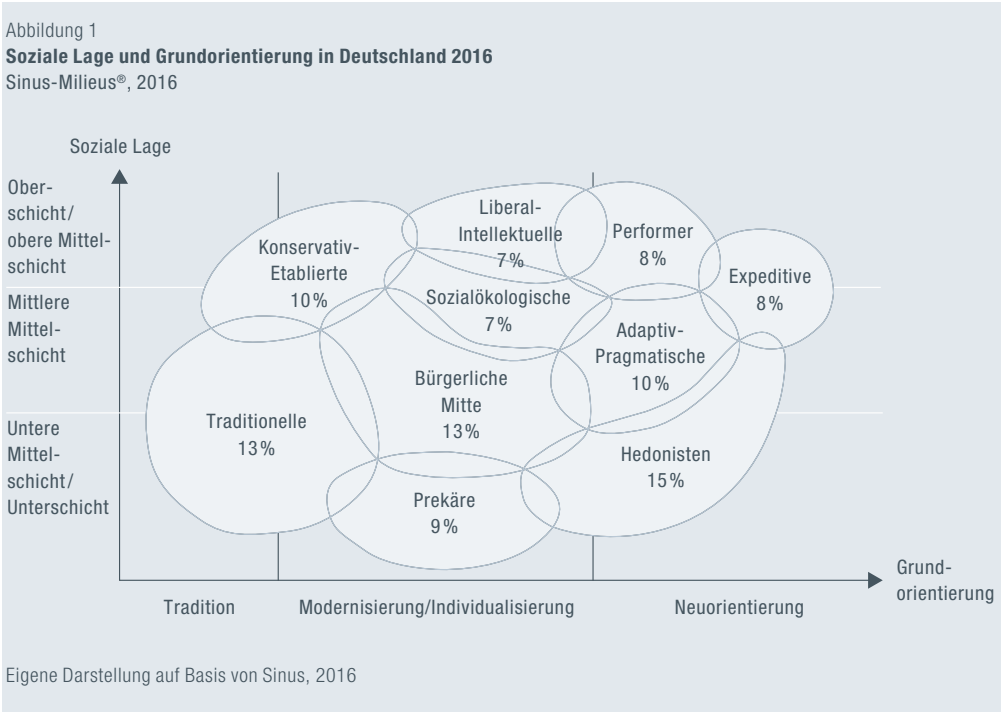 Abbildung 1
Soziale Lage und Grundorientierung in Deutschland 2016
Sinus-Milieus®, 2016
Soziale Lage
Ober-
schicht/
obere Mittel-
schicht
Mittlere
Mittel-
schicht
Untere
Mittel-
schicht/
Unterschicht
Konservativ-
Etablierte
10%
Liberal-
Intellektuelle
7%
Performer
8%
Expeditive
8%
Sozialökologische
7%
Adaptiv-
Pragmatische
10%
Bürgerliche
Mitte
13%
Traditionelle
13%
Hedonisten
15%
Prekäre
9%
Grund-
orientierung
Tradition
Modernisierung/Individualisierung
Neuorientierung
Eigene Darstellung auf Basis von Sinus, 2016